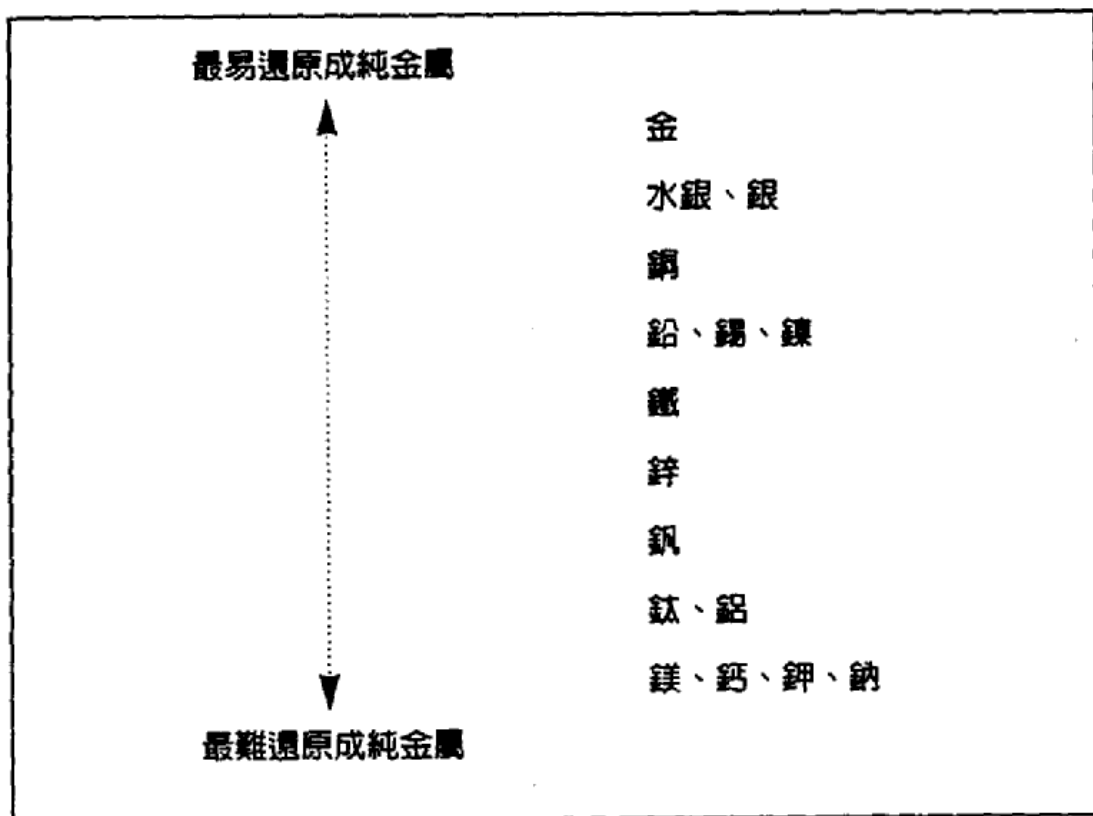 最易還原成純金屬
金
水銀、銀
銅
鉛、錫、鎳
鐵
鋅
釩
鈦、鋁
鎂、鈣、鉀、鈉
最難還原成純金屬